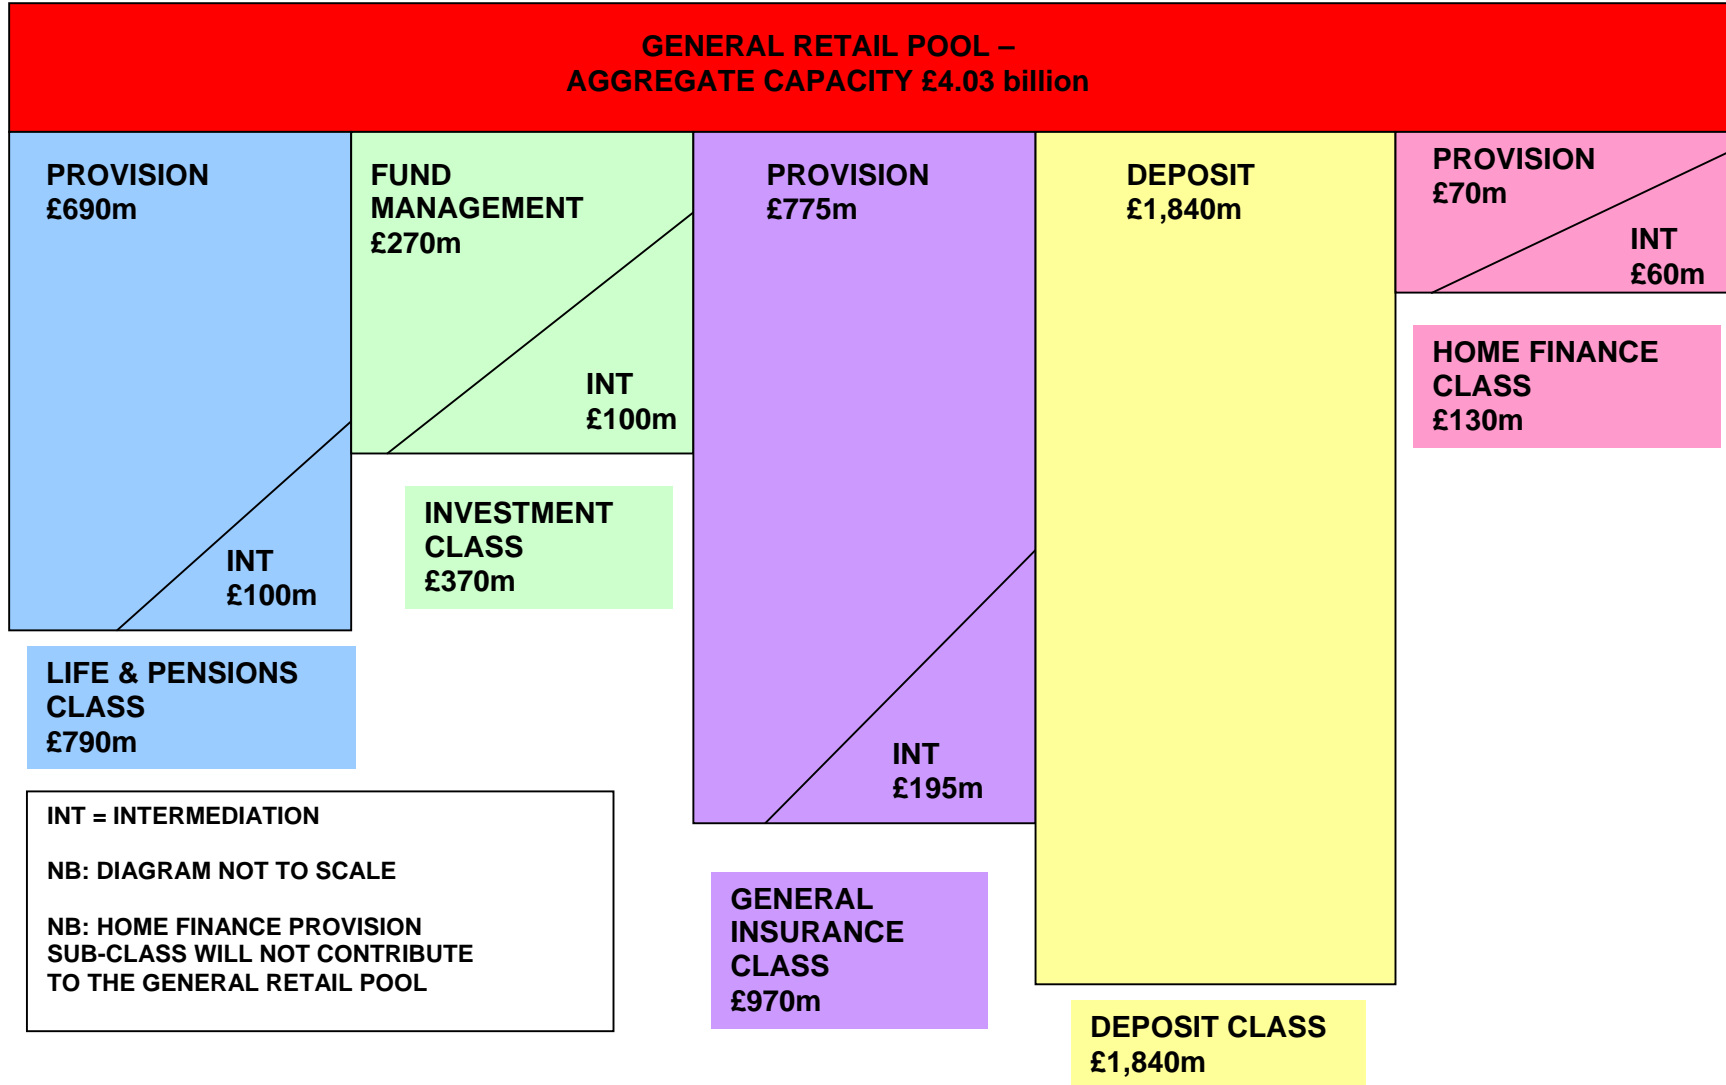 GENERAL RETAIL POOL –
AGGREGATE CAPACITY £4.03 billion
PROVISION
£690m
INT
£100m
LIFE & PENSIONS
CLASS
£790m
FUND
MANAGEMENT
£270m
INT
£100m
INVESTMENT
CLASS
£370m
PROVISION
£775m
INT
£195m
GENERAL
INSURANCE
CLASS
£970m
DEPOSIT
£1,840m
DEPOSIT CLASS
£1,840m
PROVISION
£70m
INT
£60m
HOME FINANCE
CLASS
£130m
INT = INTERMEDIATION
NB: DIAGRAM NOT TO SCALE
NB: HOME FINANCE PROVISION
SUB-CLASS WILL NOT CONTRIBUTE
TO THE GENERAL RETAIL POOL